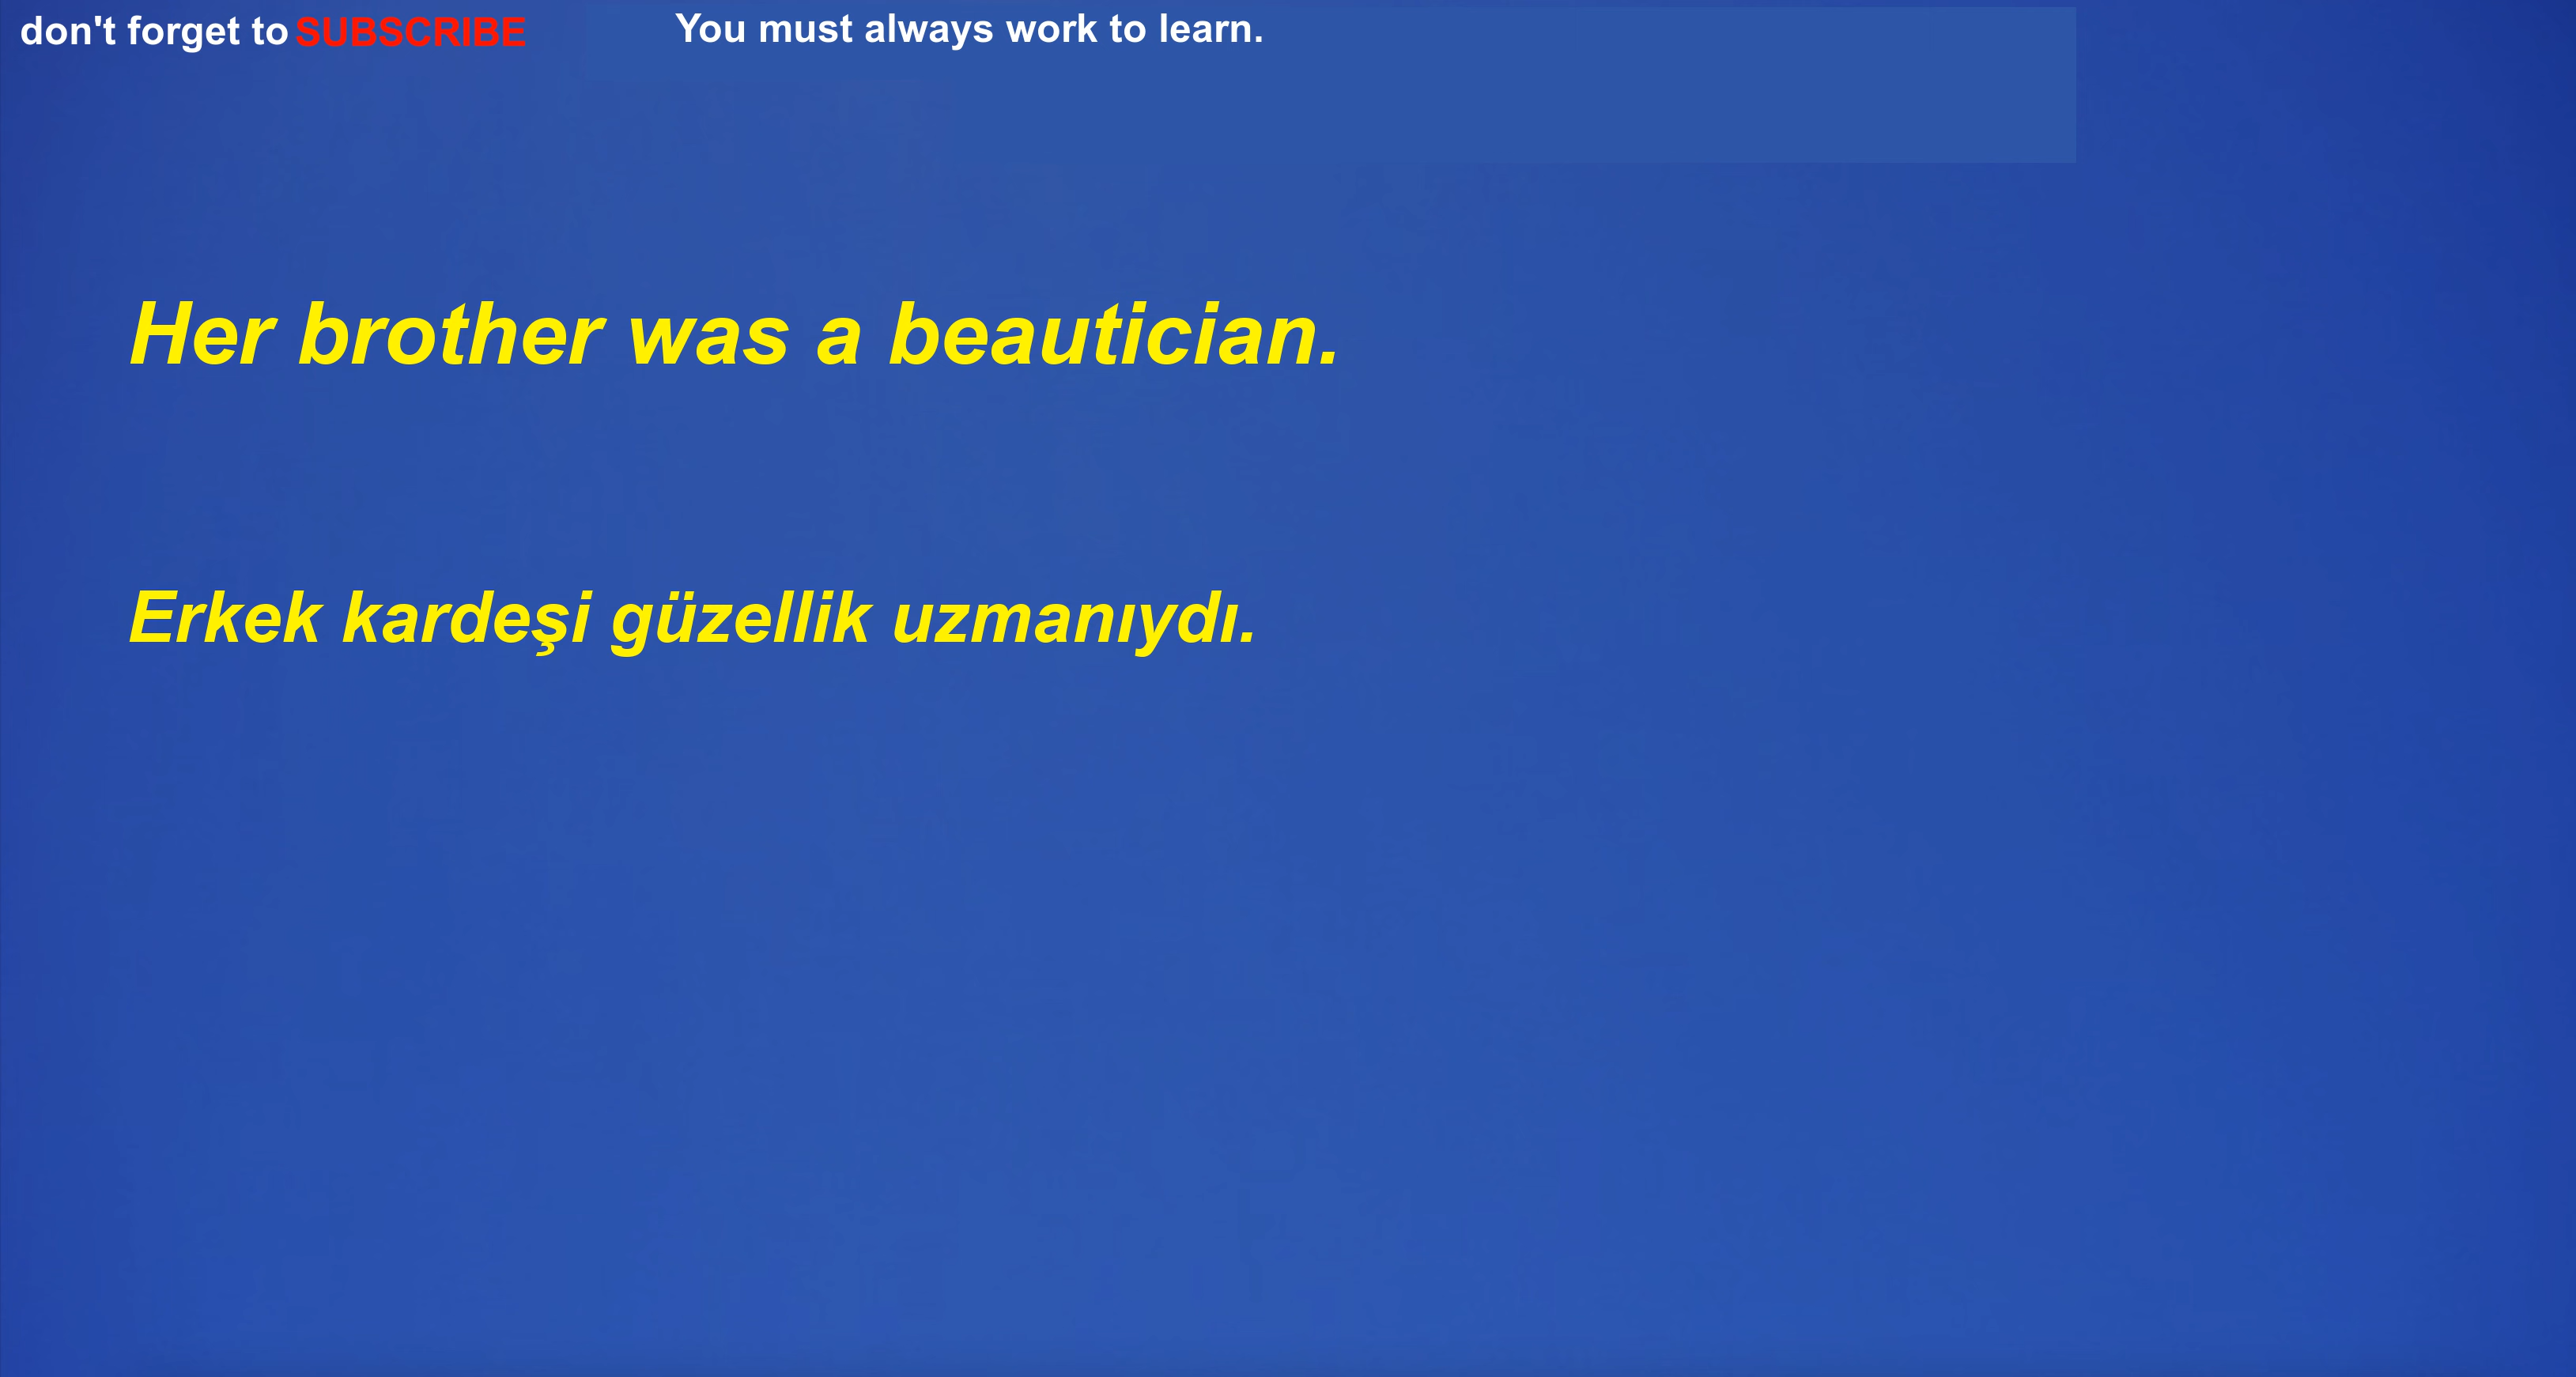 don't forget to SUBSCRIBE You must always work to learn.
Her brother was a beautician.
Erkek kardeşi güzellik uzmanıydı.